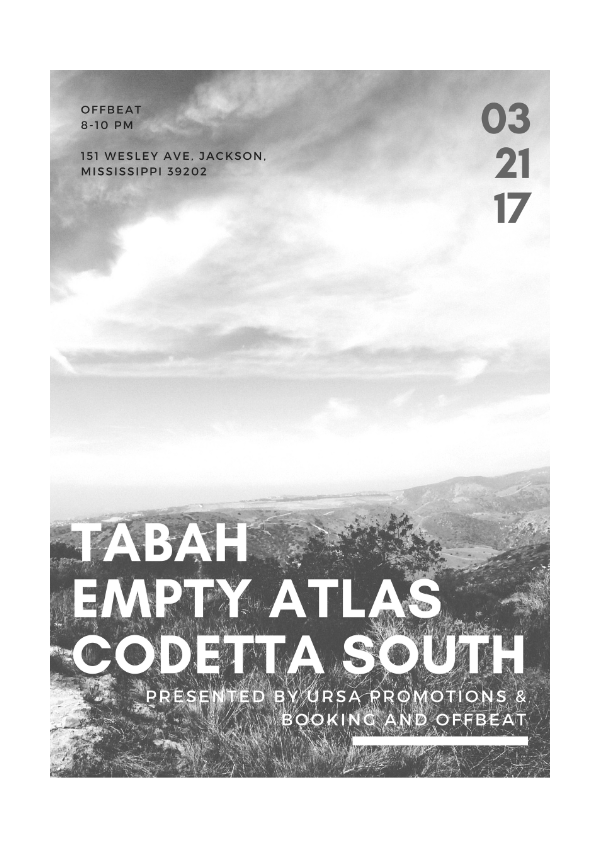 OFFBEAT
8-10 PM
151 WESLEY AVE. JACKSON,
MISSISSIPPI 39202
03
21
17
TABAH
EMPTY ATLAS
CODETTA SOUTH
PRESENTED BY URSA PROMOTIONS &
BOOKING AND OFFBEAT